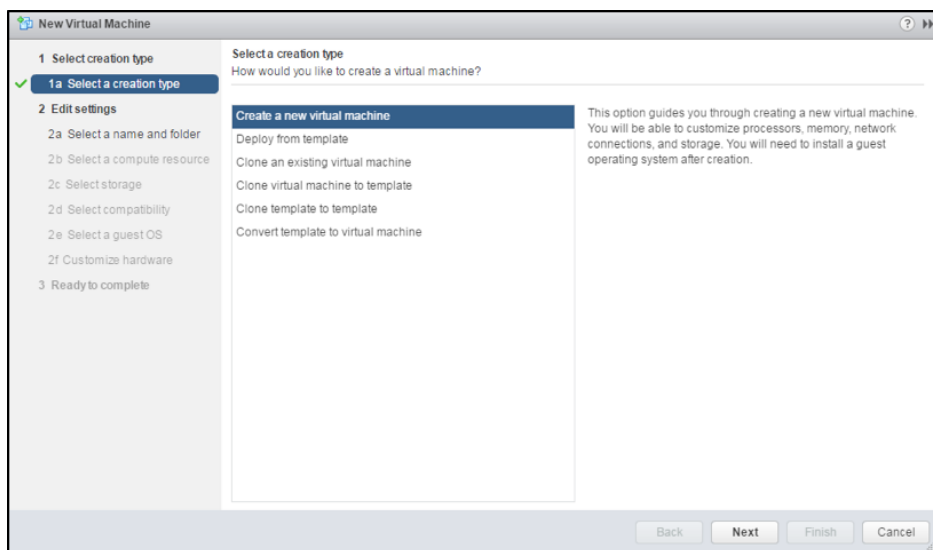 New Virtual Machine
?
1 Select creation type
1a Select a creation type
2 Edit settings
2a Select a name and folder
2b Select a compute resource
2c Select storage
2d Select compatibility
2e Select a guest OS
2f Customize hardware
3 Ready to complete
Select a creation type
How would you like to create a virtual machine?
Create a new virtual machine
Deploy from template
Clone an existing virtual machine
Clone virtual machine to template
Clone template to template
Convert template to virtual machine
This option guides you through creating a new virtual machine.
You will be able to customize processors, memory, network
connections, and storage. You will need to install a guest
operating system after creation.
Back
Next
Finish
Cancel